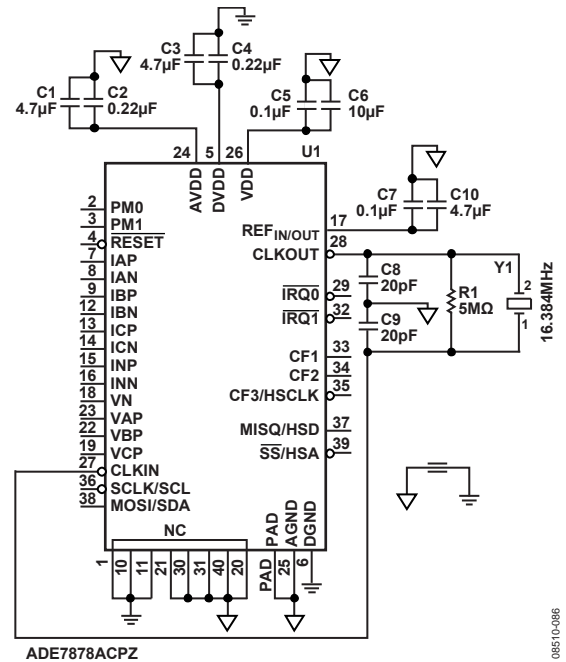 C3
4.7µF
C4
0.22µF
C1
4.7µF
C2
0.22µF
C5
0.1µF
C6
10µF
24
5
26
U1
AVDD
DVDD
VDD
C7
0.1µF
C10
4.7µF
2
PM0
3
PM1
4
RESET
7
IAP
8
IAN
9
IBP
12
IBN
13
ICP
14
ICN
15
INP
16
INN
18
VN
23
VAP
22
VBP
19
VCP
27
CLKIN
36
SCLK/SCL
38
MOSI/SDA
REFIN/OUT
17
CLKOUT
28
IRQ0
29
IRQ1
32
CF1
33
CF2
34
CF3/HSCLK
35
MISQ/HSD
37
SS/HSA
39
C8
20pF
C9
20pF
R1
5MΩ
Y1
2
1
16.384MHz
NC
PAD
AGND
DGND
1
10
11
21
30
31
40
20
PAD
25
6
ADE7878ACPZ
08510-086